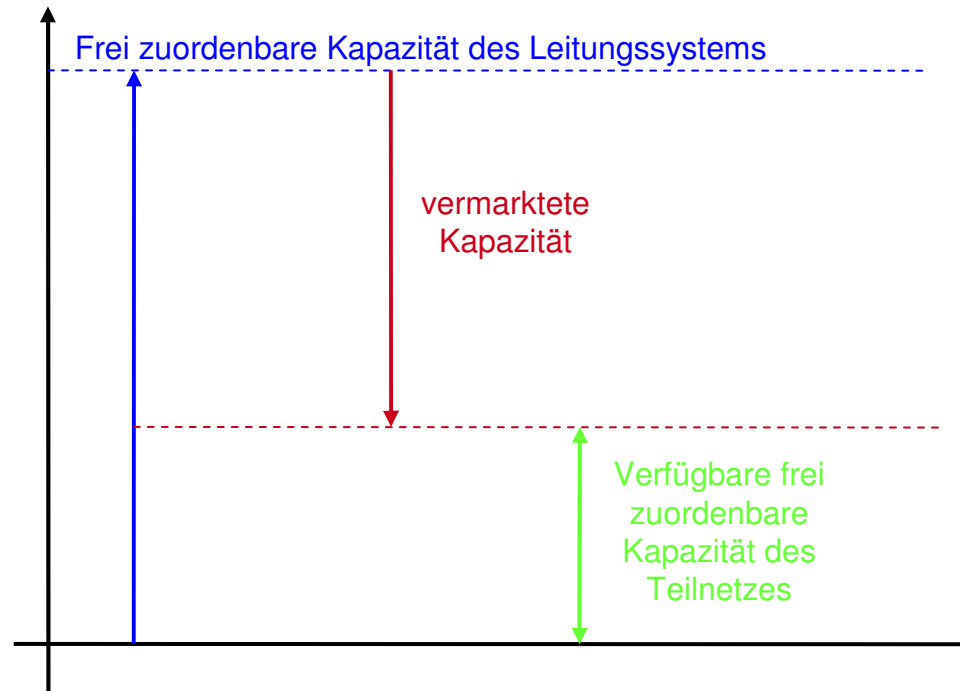 Frei zuordenbare Kapazität des Leitungssystems
vermarktete
Kapazität
Verfügbare frei
zuordenbare
Kapazität des
Teilnetzes